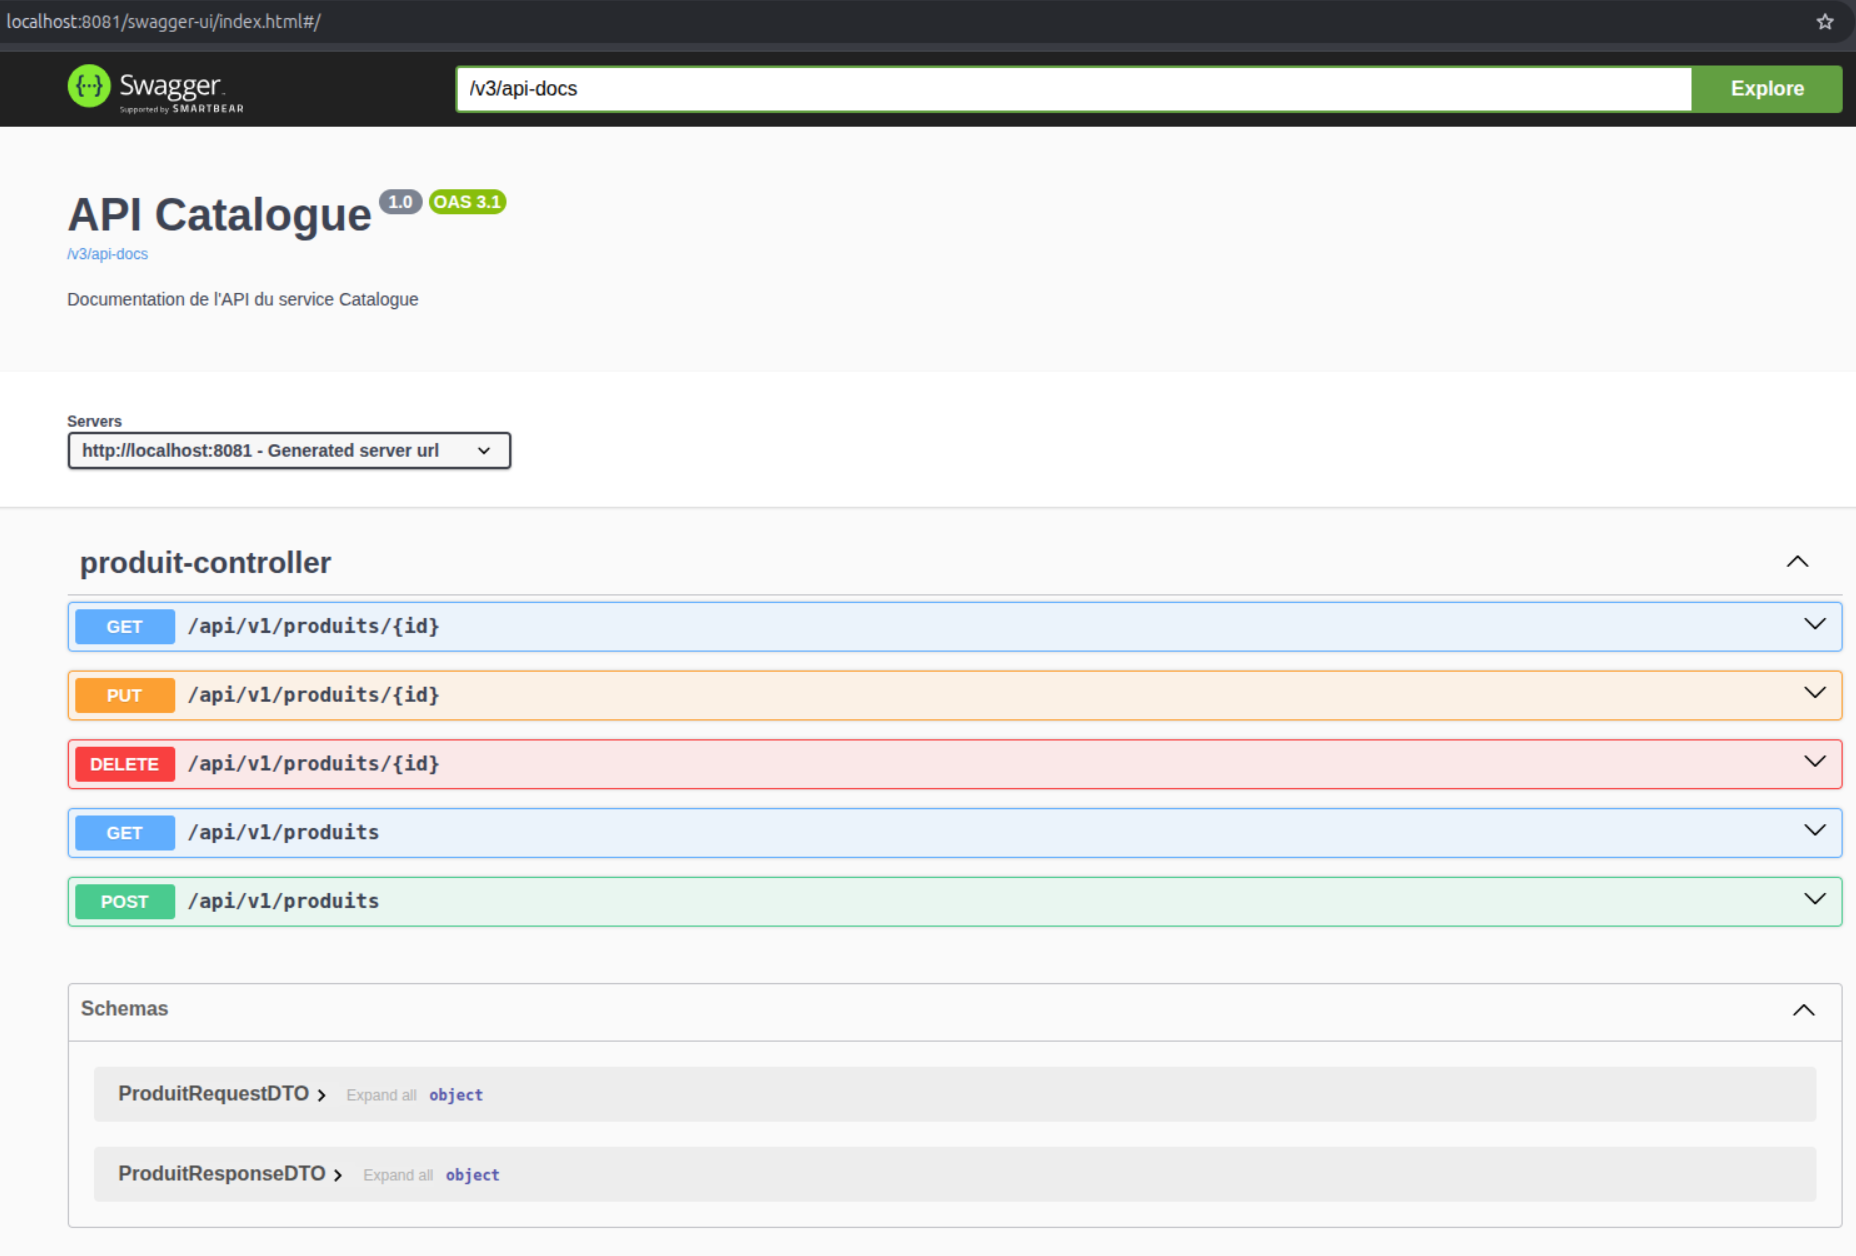 localhost:8081/swagger-ui/index.html#/
{···} Swagger.
Supported by SMARTBEAR
/v3/api-docs
Explore
API Catalogue 1.0 OAS 3.1
/v3/api-docs
Documentation de l'API du service Catalogue
Servers
http://localhost:8081 - Generated server url
produit-controller
GET /api/v1/produits/{id}
PUT /api/v1/produits/{id}
DELETE /api/v1/produits/{id}
GET /api/v1/produits
POST /api/v1/produits
Schemas
ProduitRequestDTO Expand all object
ProduitResponseDTO Expand all object